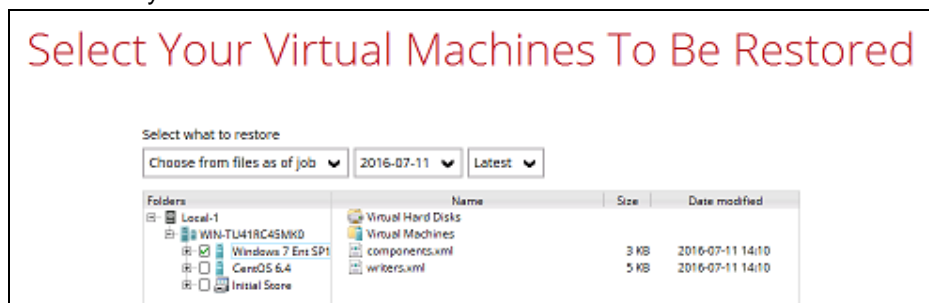 Select Your Virtual Machines To Be Restored
Select what to restore
Choose from files as of job 2016-07-11 Latest
Folders Name Size Date modified
Local-1 Virtual Hard Disks
WIN-TU41RC45MK0 Virtual Machines
Windows 7 Ent SP1 components.xml 3 KB 2016-07-11 14:10
CentOS 6.4 writers.xml 5 KB 2016-07-11 14:10
Initial Store